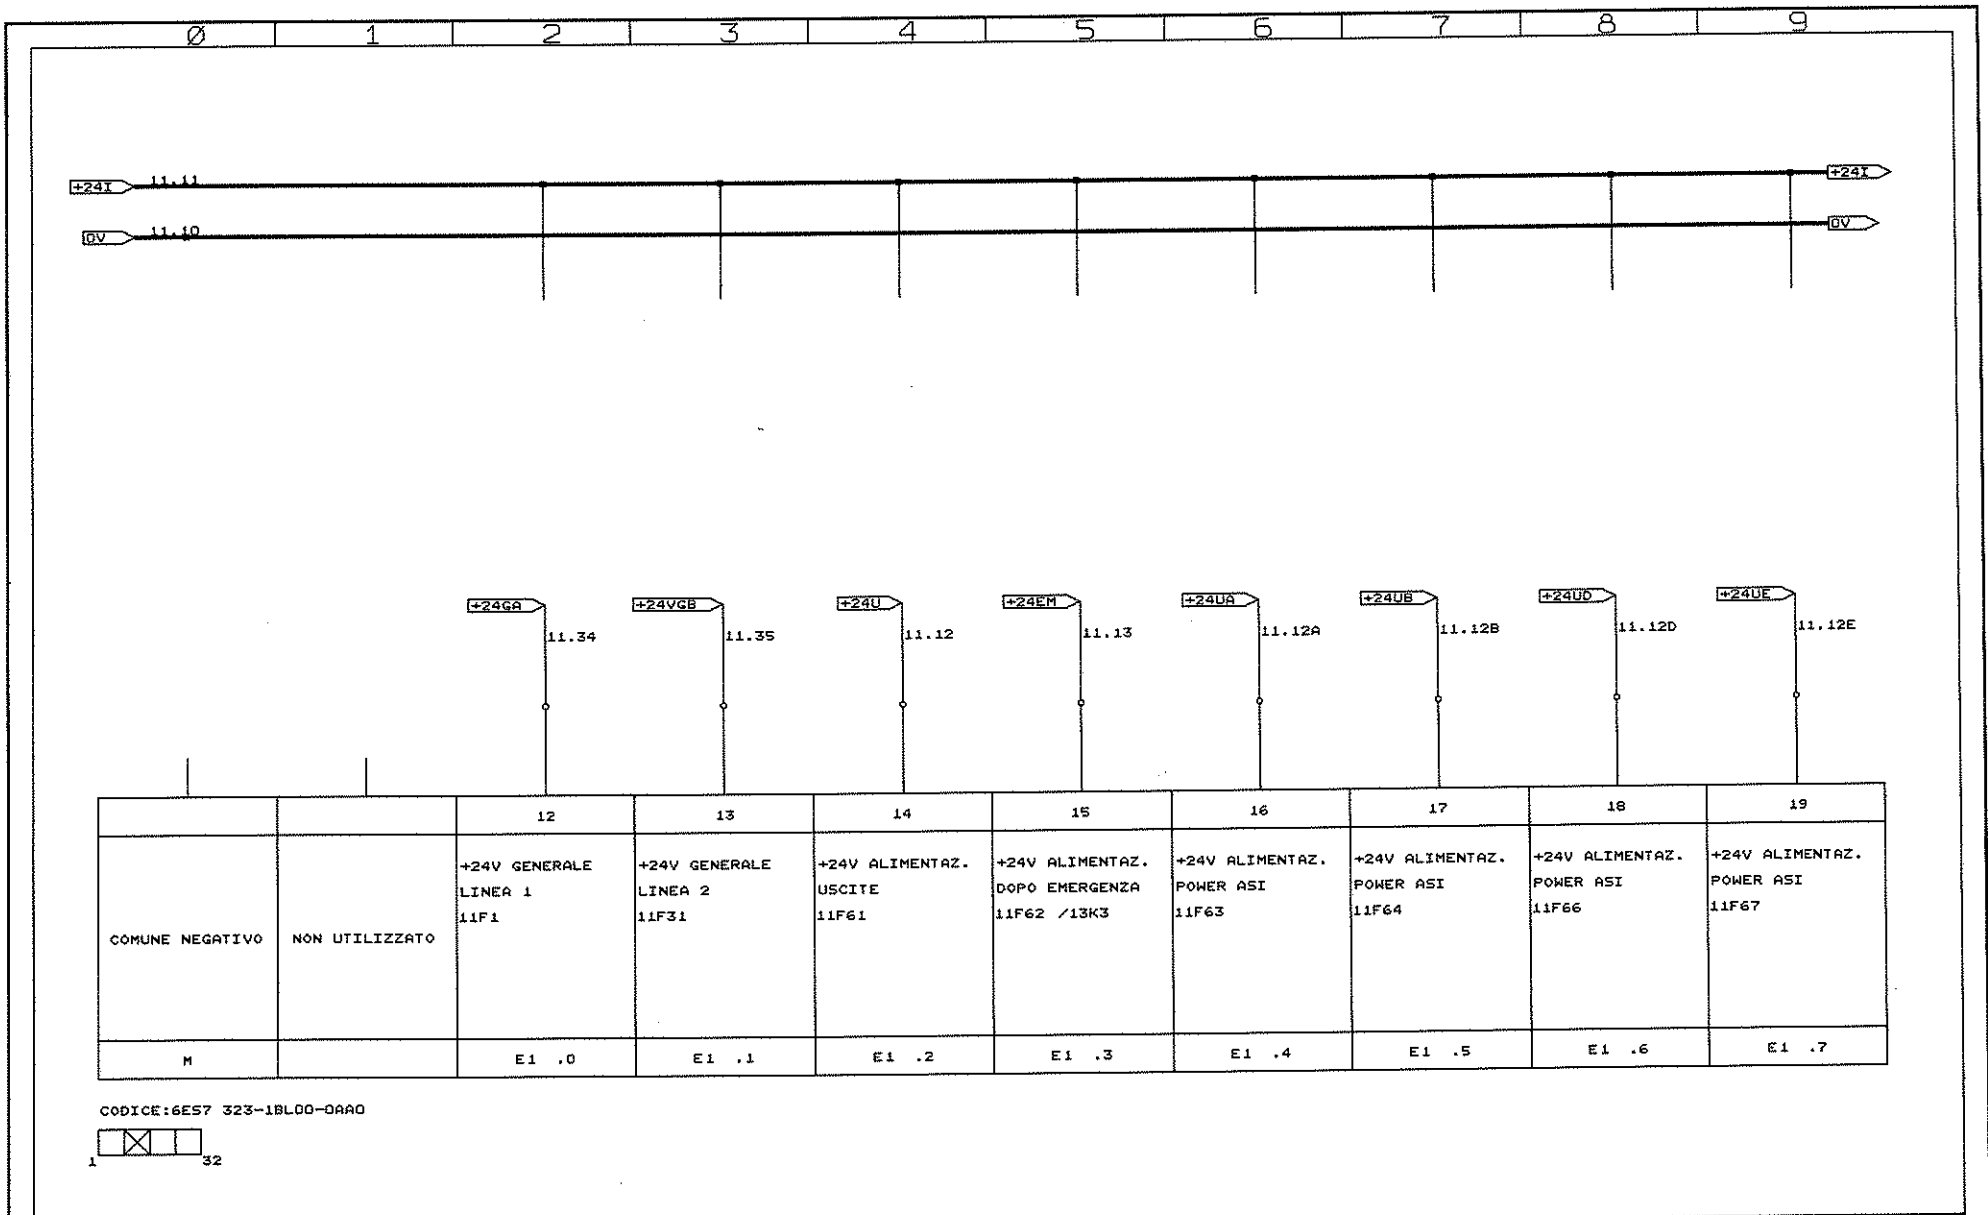 Ø 1 2 3 4 5 6 7 8 9
+24I 11.11 +24I
0V 11.10 0V
+24GA +24VGB +24U +24EM +24UA +24UB +24UD +24UE
11.34 11.35 11.12 11.13 11.12A 11.12B 11.12D 11.12E
12 13 14 15 16 17 18 19
+24V GENERALE +24V GENERALE +24V ALIMENTAZ. +24V ALIMENTAZ. +24V ALIMENTAZ. +24V ALIMENTAZ. +24V ALIMENTAZ. +24V ALIMENTAZ.
LINEA 1 LINEA 2 USCITE DOPO EMERGENZA POWER ASI POWER ASI POWER ASI POWER ASI
11F1 11F31 11F61 11F62 /13K3 11F63 11F64 11F66 11F67
COMUNE NEGATIVO NON UTILIZZATO
M E1 .0 E1 .1 E1 .2 E1 .3 E1 .4 E1 .5 E1 .6 E1 .7
CODICE:6ES7 323-1BL00-0AA0
1 32